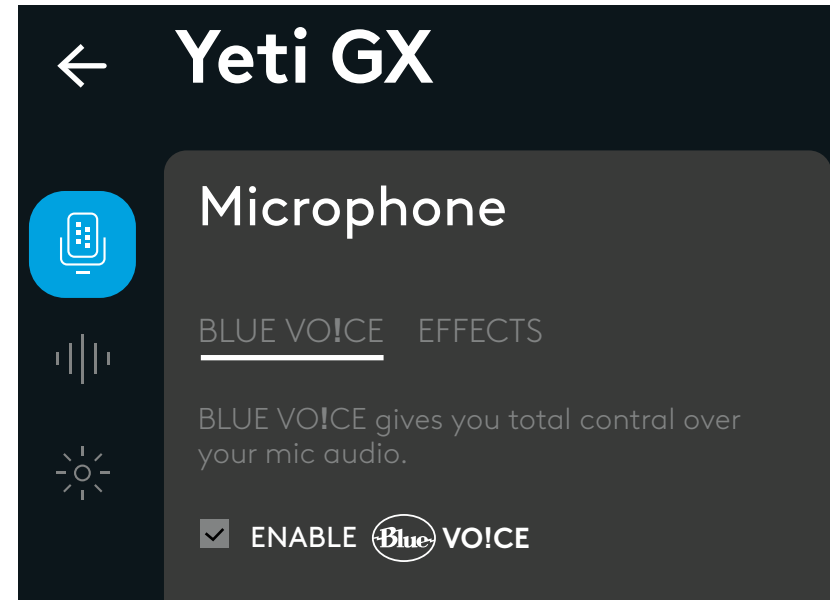 Yeti GX
Microphone
BLUE VO!CE EFFECTS
BLUE VO!CE gives you total contral over
your mic audio.
ENABLE Blue VO!CE